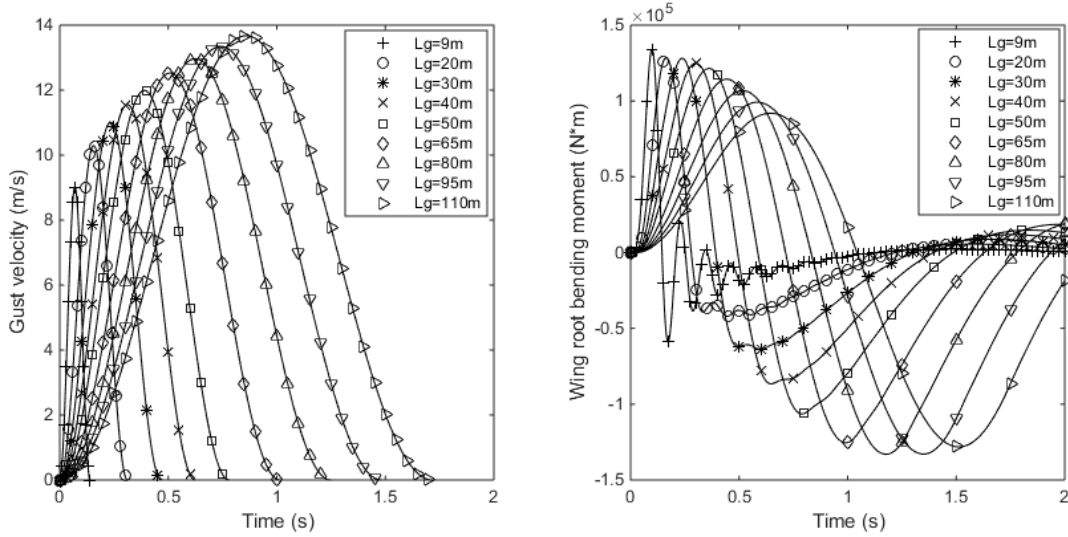 14
12
10
8
6
4
2
0
0
0.5
1
1.5
2
Gust velocity (m/s)
Time (s)
Lg=9m
Lg=20m
Lg=30m
Lg=40m
Lg=50m
Lg=65m
Lg=80m
Lg=95m
Lg=110m
×10^5
1.5
1
0.5
0
-0.5
-1
-1.5
0
0.5
1
1.5
2
Wing root bending moment (N*m)
Time (s)
Lg=9m
Lg=20m
Lg=30m
Lg=40m
Lg=50m
Lg=65m
Lg=80m
Lg=95m
Lg=110m